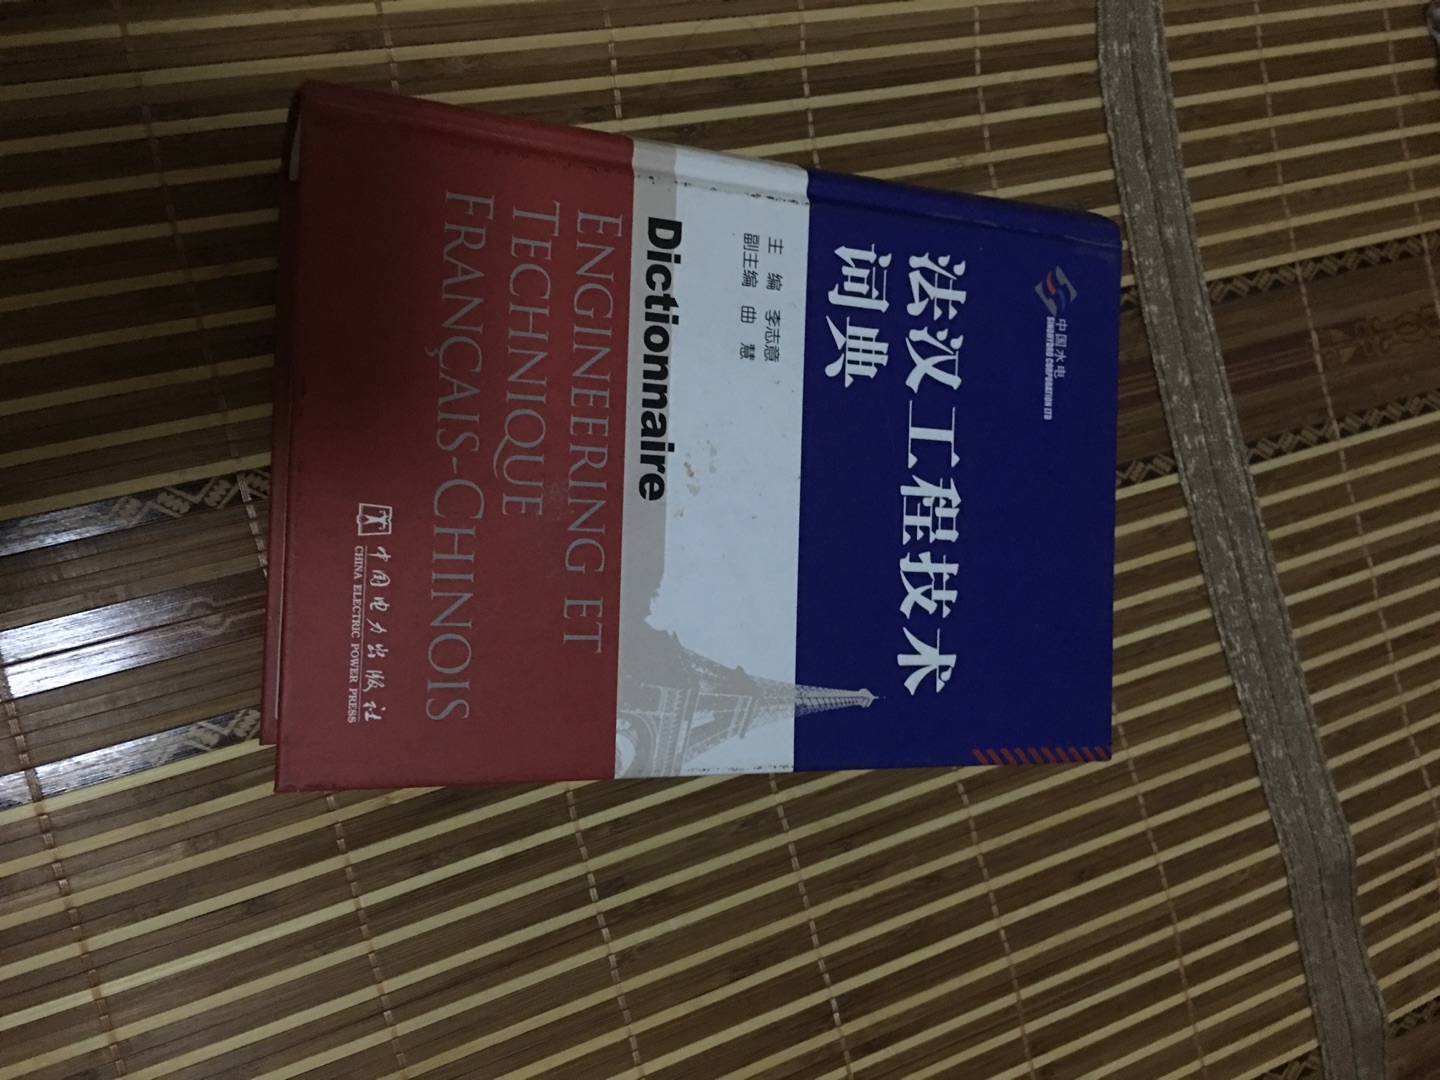 中国水电
SINOHYDRO CORPORATION LTD
法汉工程技术
词典
主 编 李志意
副主编 曲 慧
Dictionnaire
ENGINEERING ET
TECHNIQUE
FRANÇAIS-CHINOIS
中国电力出版社
CHINA ELECTRIC POWER PRESS